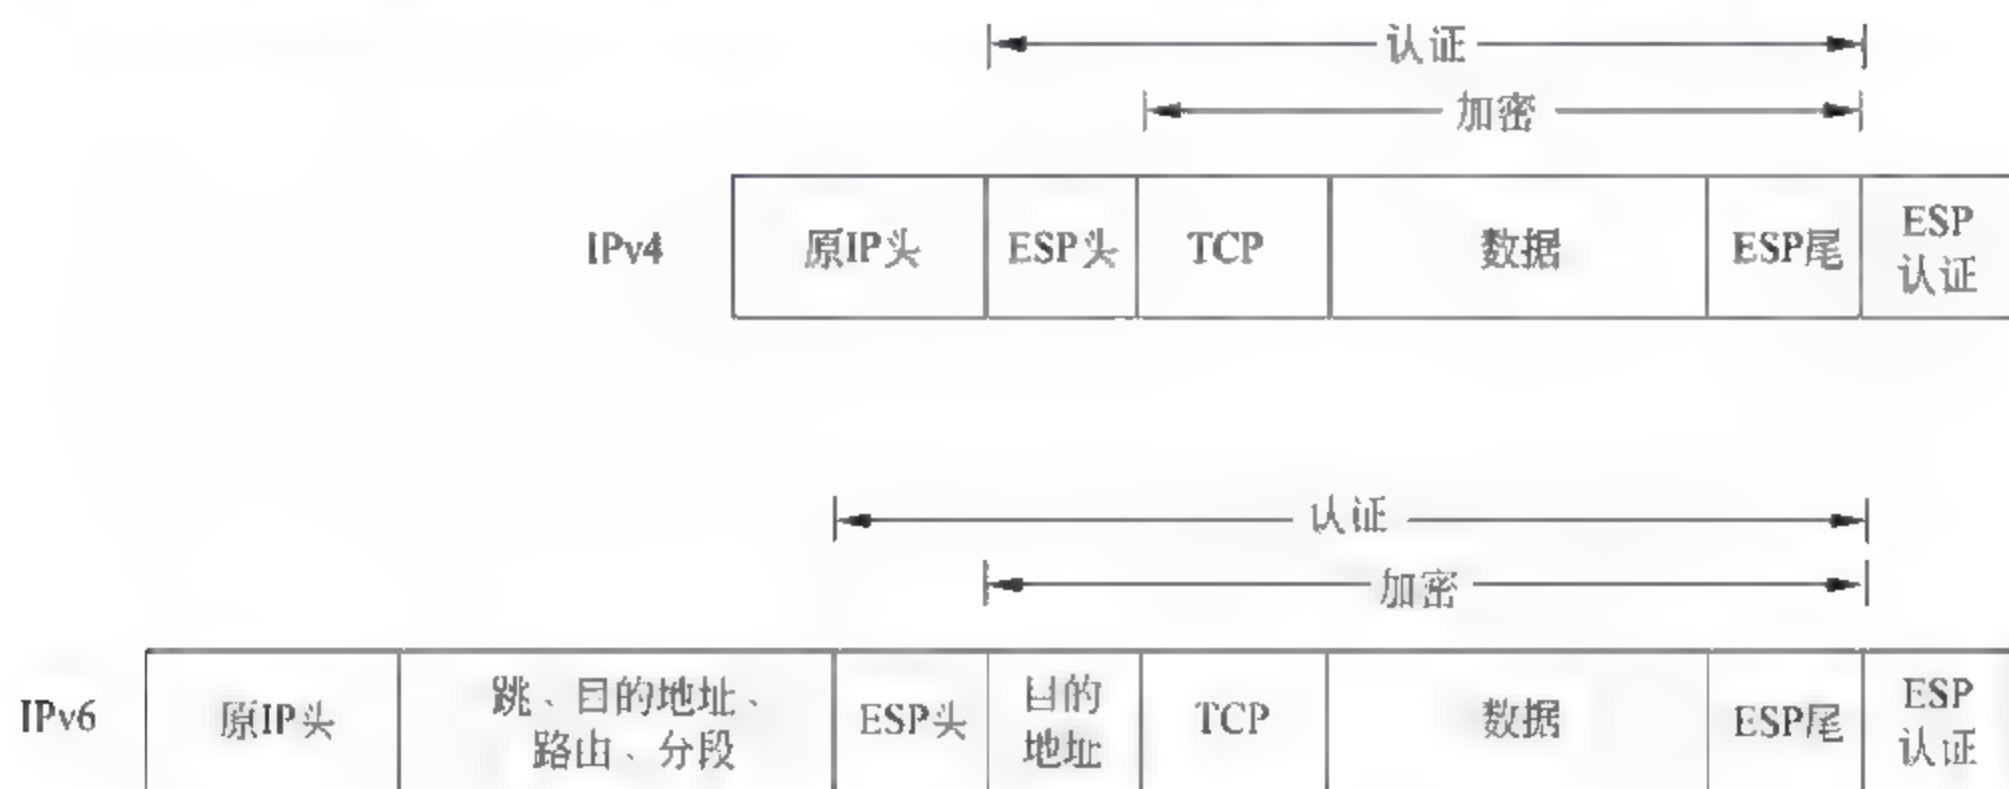 认证
加密
IPv4 原IP头 ESP头 TCP 数据 ESP尾 ESP
认证
认证
加密
IPv6 原IP头 跳、目的地址、
路由、分段 ESP头 目的
地址 TCP 数据 ESP尾 ESP
认证